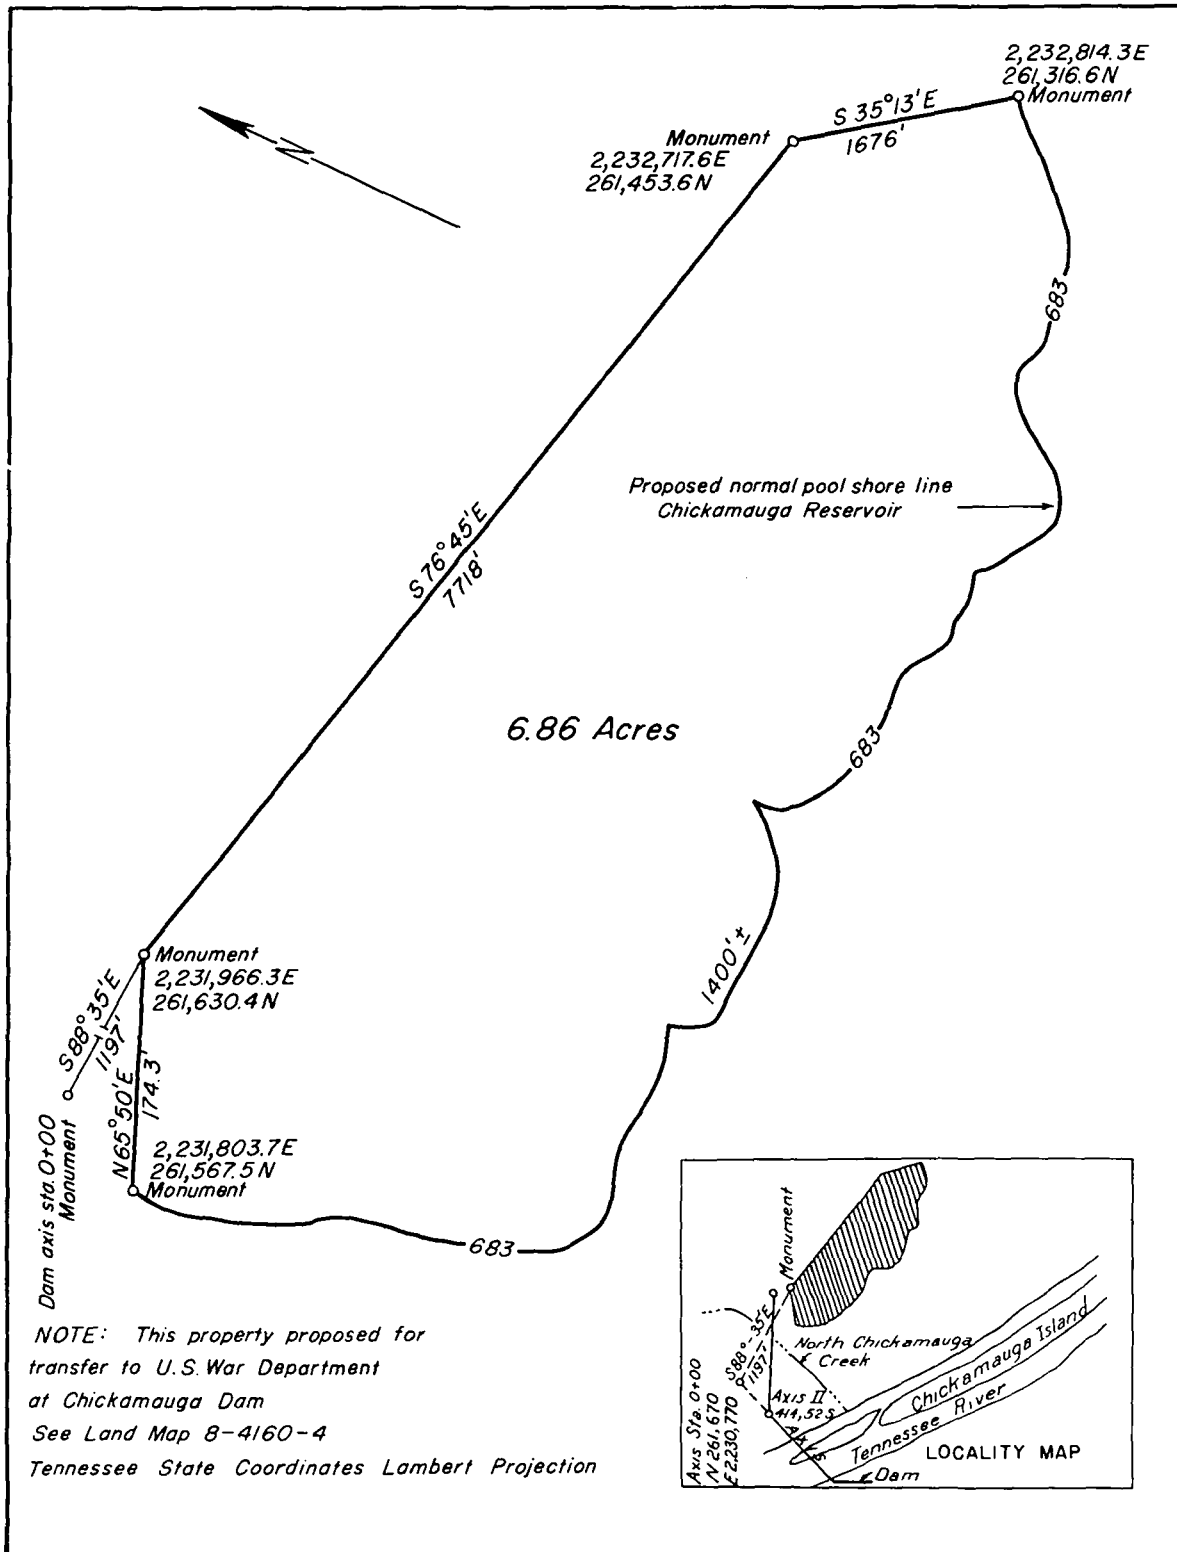 2,232,814.3E
261,316.6N
Monument
S 35°13'E
1676'
Monument
2,232,717.6E
261,453.6N
N
683
Proposed normal pool shore line
Chickamauga Reservoir
S 76°45'E
7718'
6.86 Acres
683
1400'±
Monument
2,231,966.3E
261,630.4N
S88°35'E
1197'
N65°50'E
174.3'
Dam axis sta. 0+00
Monument
2,231,803.7E
261,567.5N
Monument
683
NOTE: This property proposed for
transfer to U.S. War Department
at Chickamauga Dam
See Land Map 8-4160-4
Tennessee State Coordinates Lambert Projection
Monument
S88°-35'E
1197'
North Chickamauga
Creek
Axis II
414,52 S
AXIS
Chickamauga Island
Tennessee River
LOCALITY MAP
Dam
Axis Sta. 0+00
N 261,670
E 2,230,770